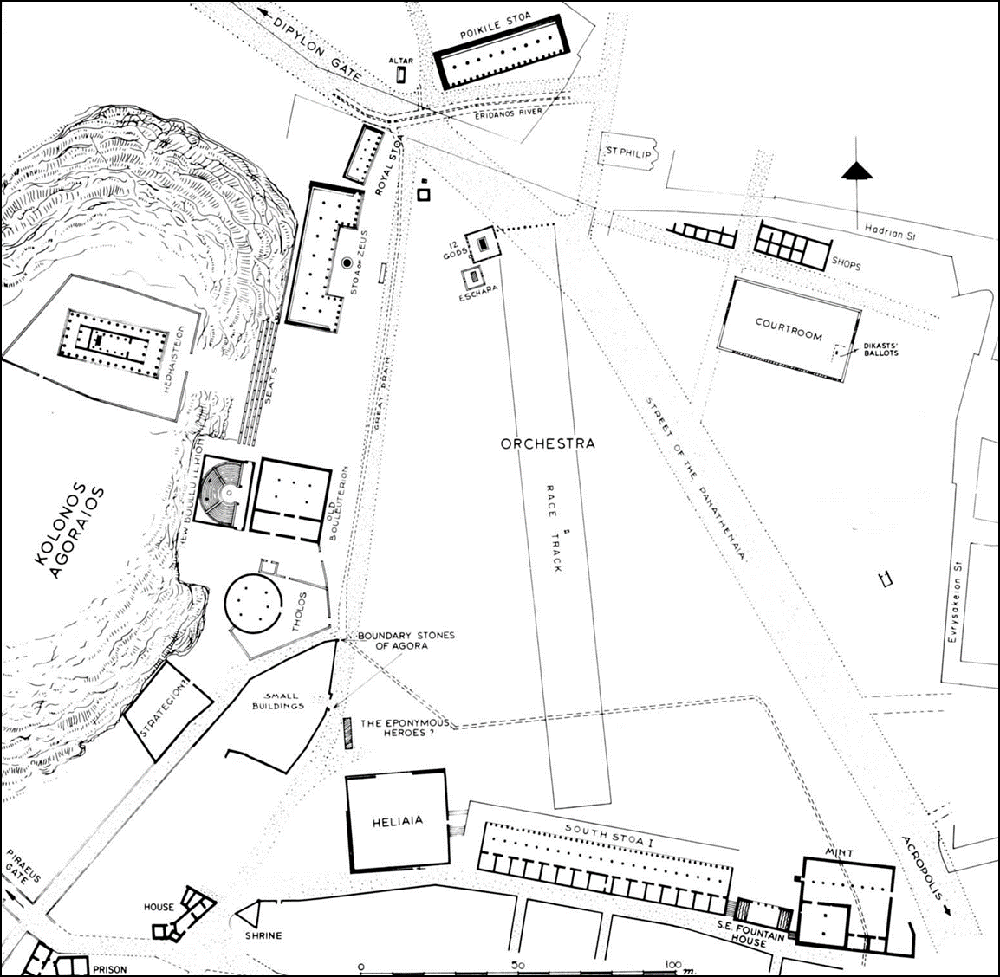 POIKILE STOA
DIPYLON GATE
ALTAR
ERIDANOS RIVER
ST PHILIP
ROYAL STOA
Hadrian St
12
GODS
STOA OF ZEUS
SHOPS
ESCHARA
COURTROOM
DIKASTS'
BALLOTS
HEPHAISTEION
SEATS
GREAT DRAIN
STREET OF THE PANATHENAIA
ORCHESTRA
RACE TRACK
NEW BOULEUTERION
OLD
BOULEUTERION
KOLONOS
AGORAIOS
Evrysakeion St
THOLOS
BOUNDARY STONES
OF AGORA
STRATEGION?
SMALL
BUILDINGS
THE EPONYMOUS
HEROES ?
HELIAIA
SOUTH STOA I
MINT
ACROPOLIS
PIRAEUS
GATE
HOUSE
SHRINE
S.E. FOUNTAIN
HOUSE
PRISON
0 50 100 m.